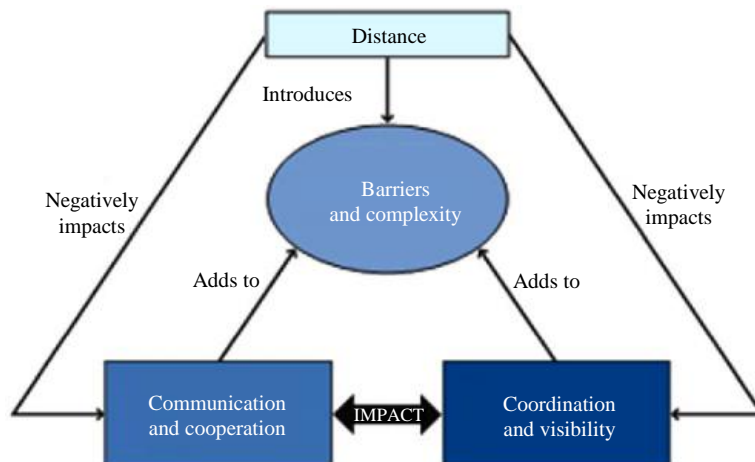 Distance
Introduces
Barriers
and complexity
Negatively
impacts
Negatively
impacts
Adds to
Adds to
Communication
and cooperation
IMPACT
Coordination
and visibility